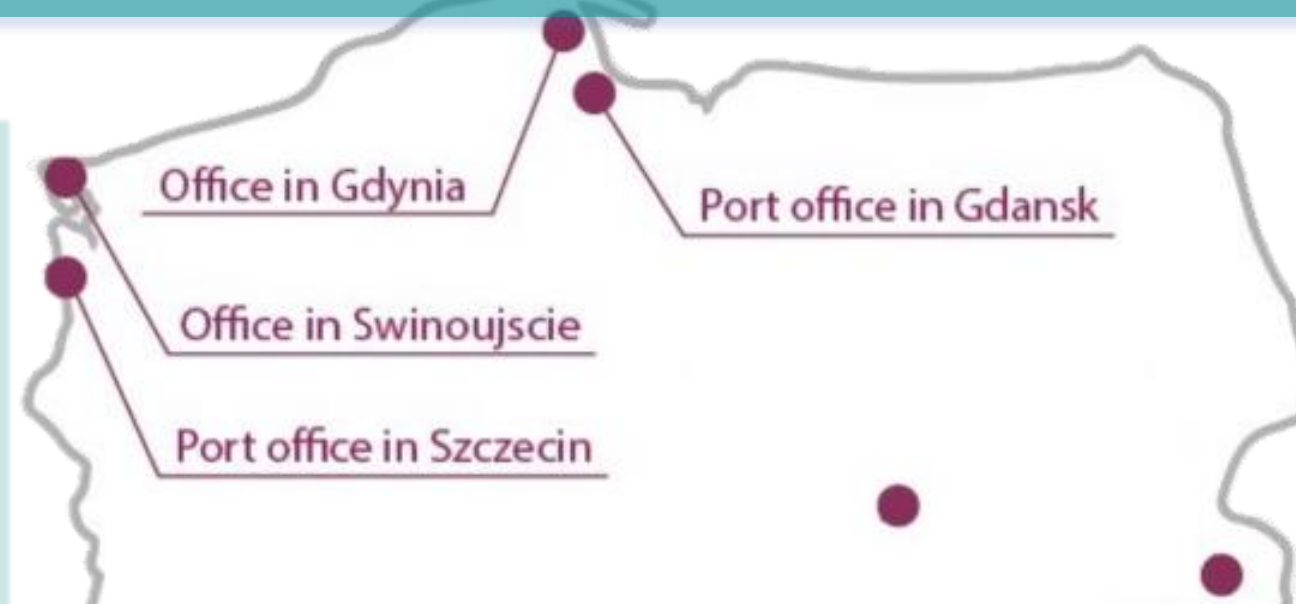 Office in Gdynia
Port office in Gdansk
Office in Swinoujscie
Port office in Szczecin